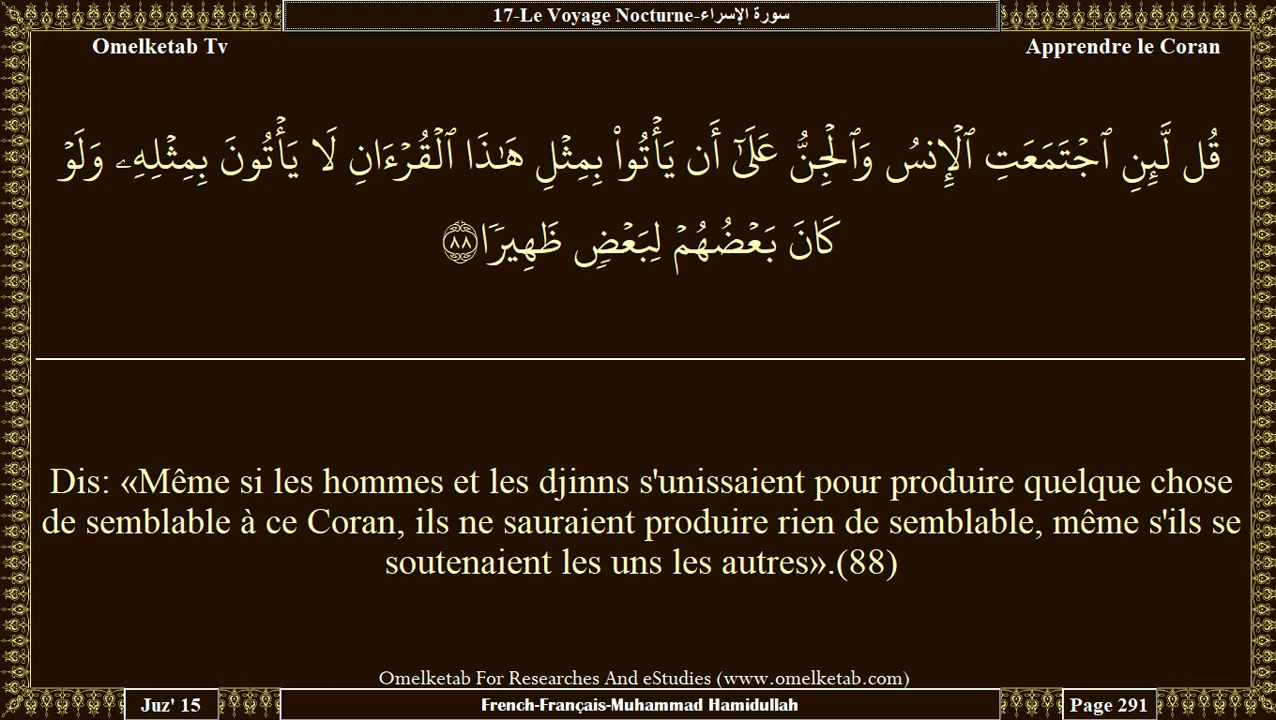 17-Le Voyage Nocturne-سورة الإسراء
Omelketab Tv
Apprendre le Coran
قُل لَّئِنِ ٱجۡتَمَعَتِ ٱلۡإِنسُ وَٱلۡجِنُّ عَلَىٰٓ أَن يَأۡتُواْ بِمِثۡلِ هَٰذَا ٱلۡقُرۡءَانِ لَا يَأۡتُونَ بِمِثۡلِهِۦ وَلَوۡ
كَانَ بَعۡضُهُمۡ لِبَعۡضٖ ظَهِيرٗا ٨٨
Dis: «Même si les hommes et les djinns s'unissaient pour produire quelque chose
de semblable à ce Coran, ils ne sauraient produire rien de semblable, même s'ils se
soutenaient les uns les autres».(88)
Omelketab For Researches And eStudies (www.omelketab.com)
Juz' 15
French-Français-Muhammad Hamidullah
Page 291